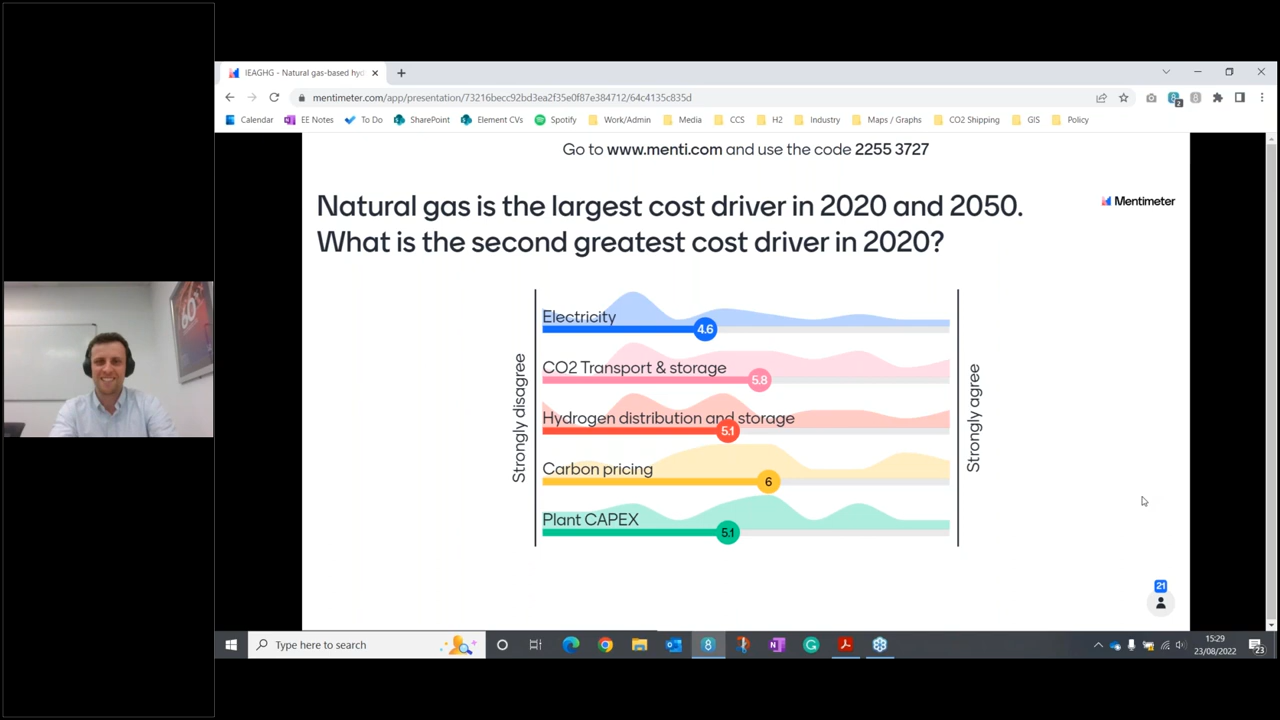 IEAGHG - Natural gas-based hyd
mentimeter.com/app/presentation/73216becc92bd3ea2f35e0f87e384712/64c4135c835d
2
Calendar
EE Notes
To Do
SharePoint
Element CVs
Spotify
Work/Admin
Media
CCS
H2
Industry
Maps / Graphs
CO2 Shipping
GIS
Policy
Go to www.menti.com and use the code 2255 3727
Natural gas is the largest cost driver in 2020 and 2050.
What is the second greatest cost driver in 2020?
Mentimeter
Strongly disagree
Electricity
4.6
CO2 Transport & storage
5.8
Hydrogen distribution and storage
5.1
Carbon pricing
6
Plant CAPEX
5.1
Strongly agree
21
60s
Type here to search
15:29
23/08/2022
23